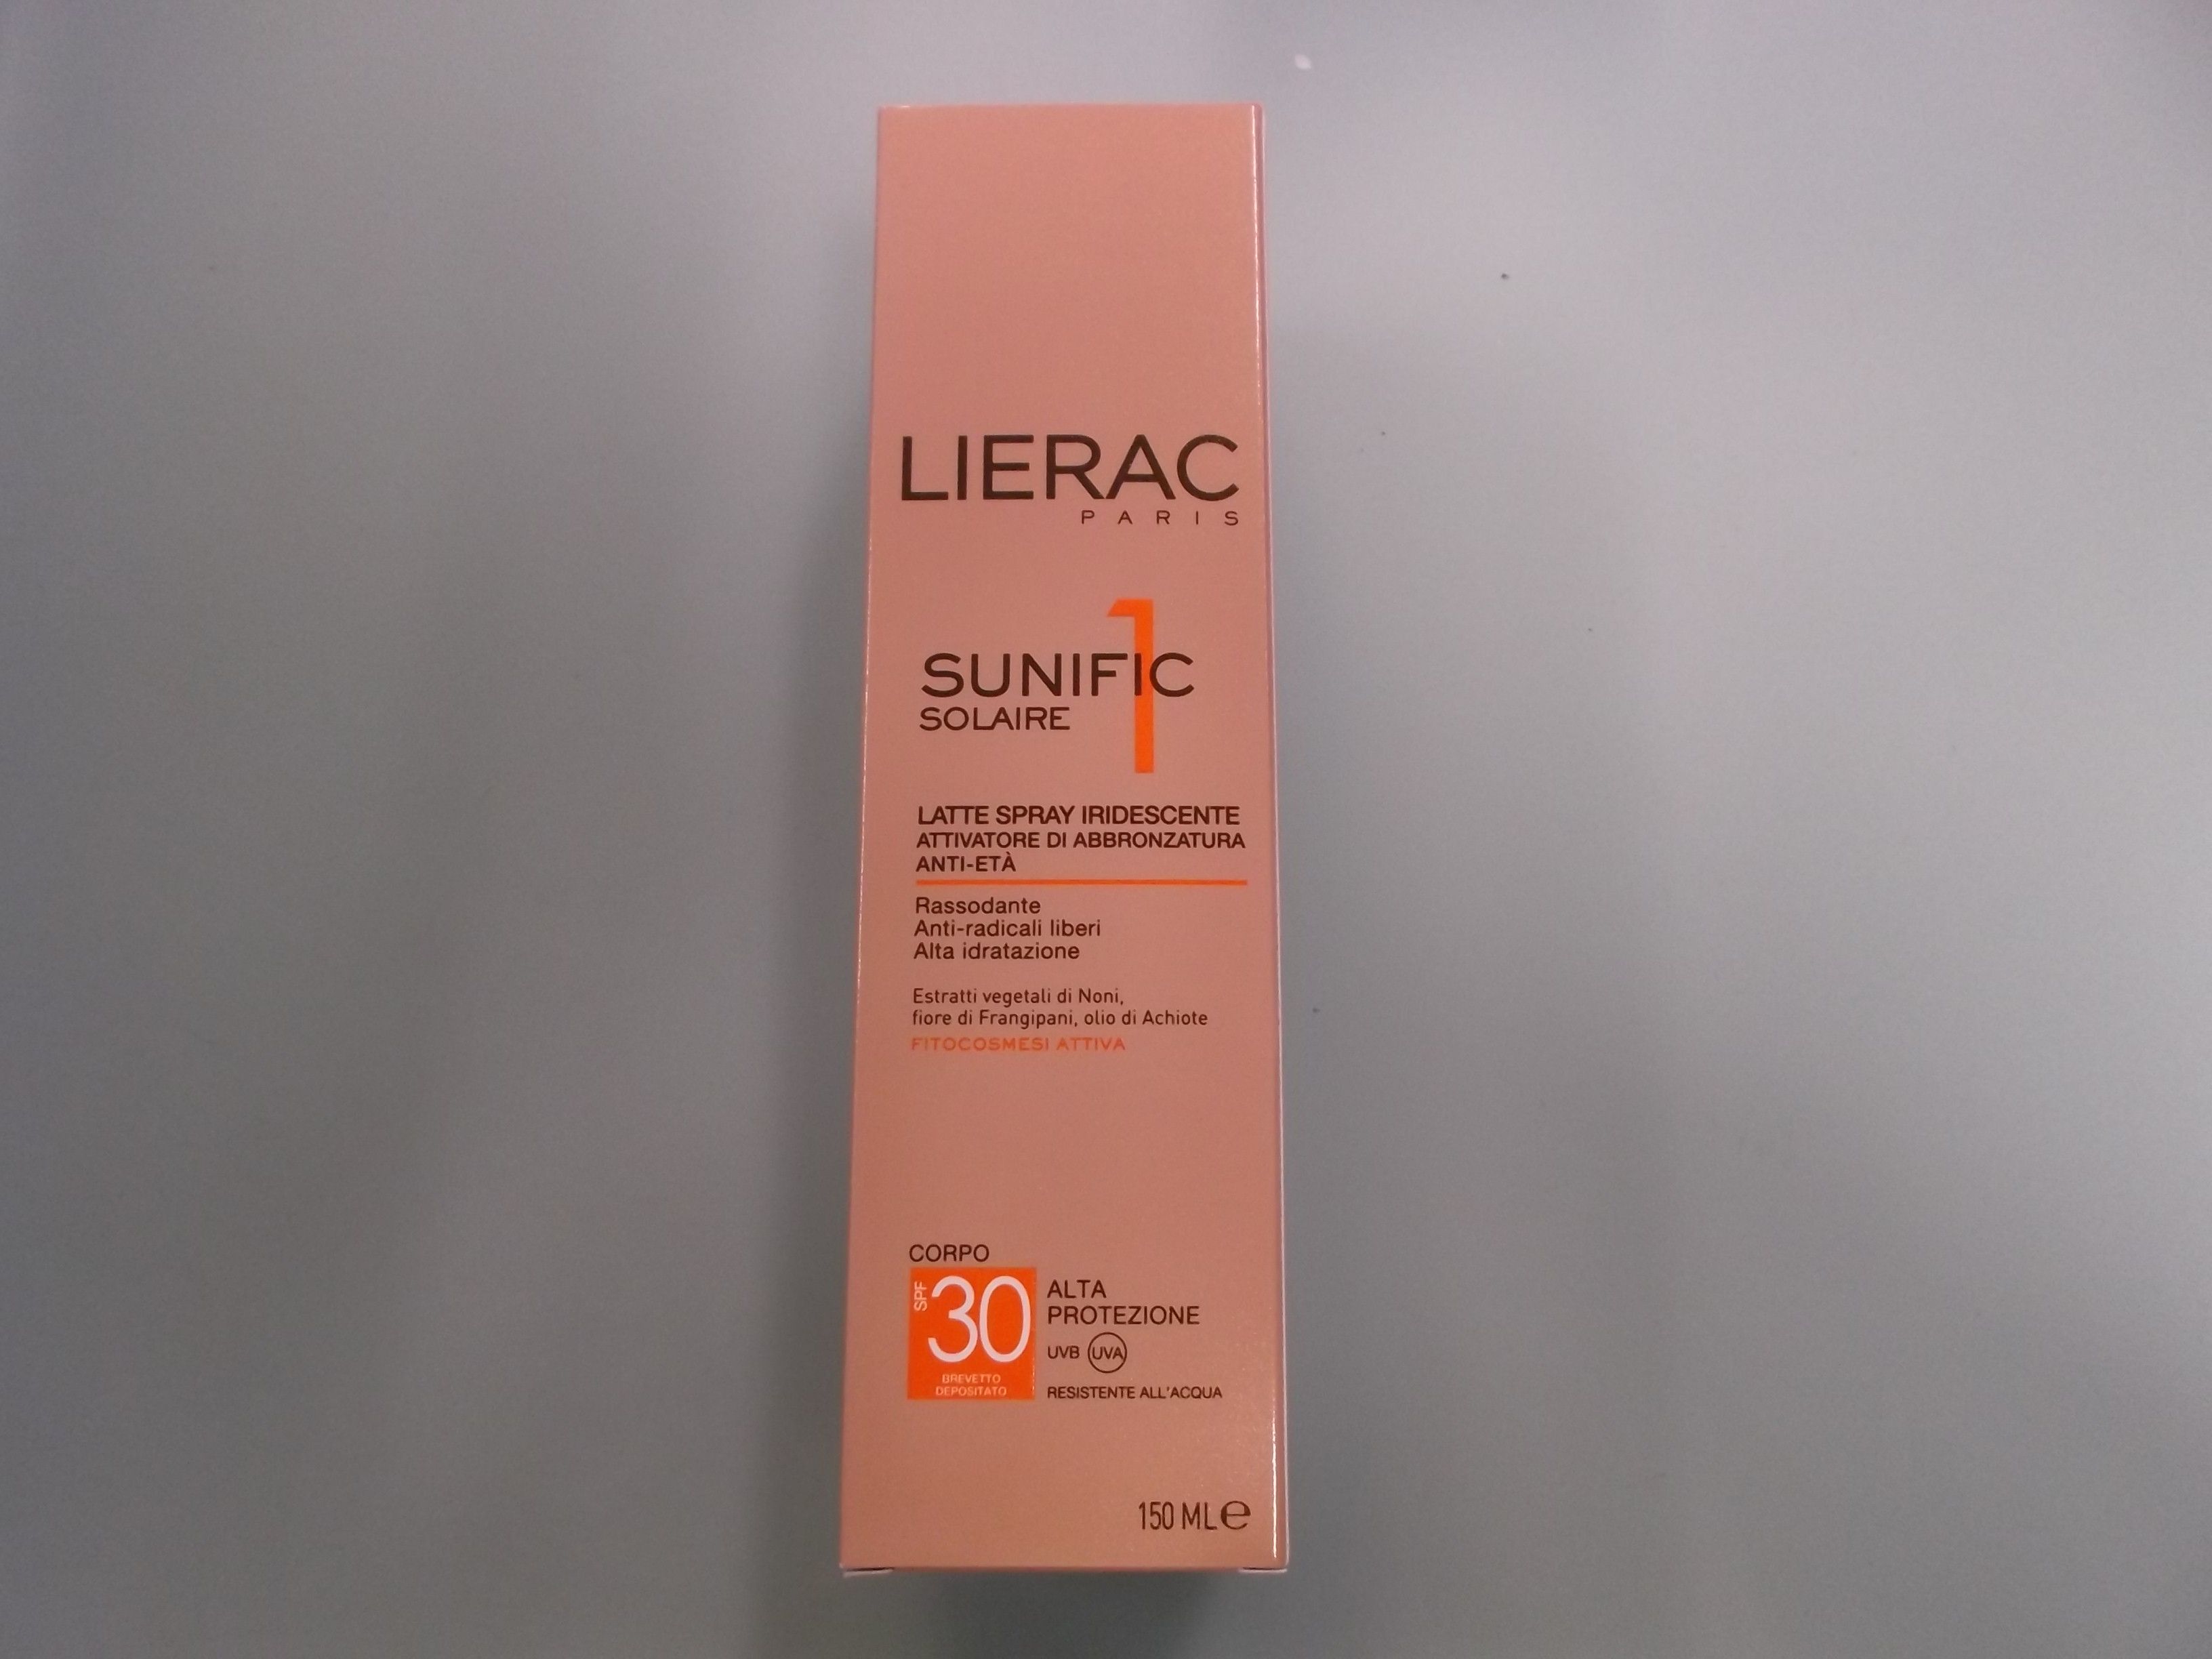 LIERAC
PARIS
1
SUNIFIC
SOLAIRE
LATTE SPRAY IRIDESCENTE
ATTIVATORE DI ABBRONZATURA
ANTI-ETÀ
Rassodante
Anti-radicali liberi
Alta idratazione
Estratti vegetali di Noni,
fiore di Frangipani, olio di Achiote
FITOCOSMESI ATTIVA
CORPO
SPF 30
BREVETTO
DEPOSITATO
ALTA
PROTEZIONE
UVB UVA
RESISTENTE ALL'ACQUA
150 ML e